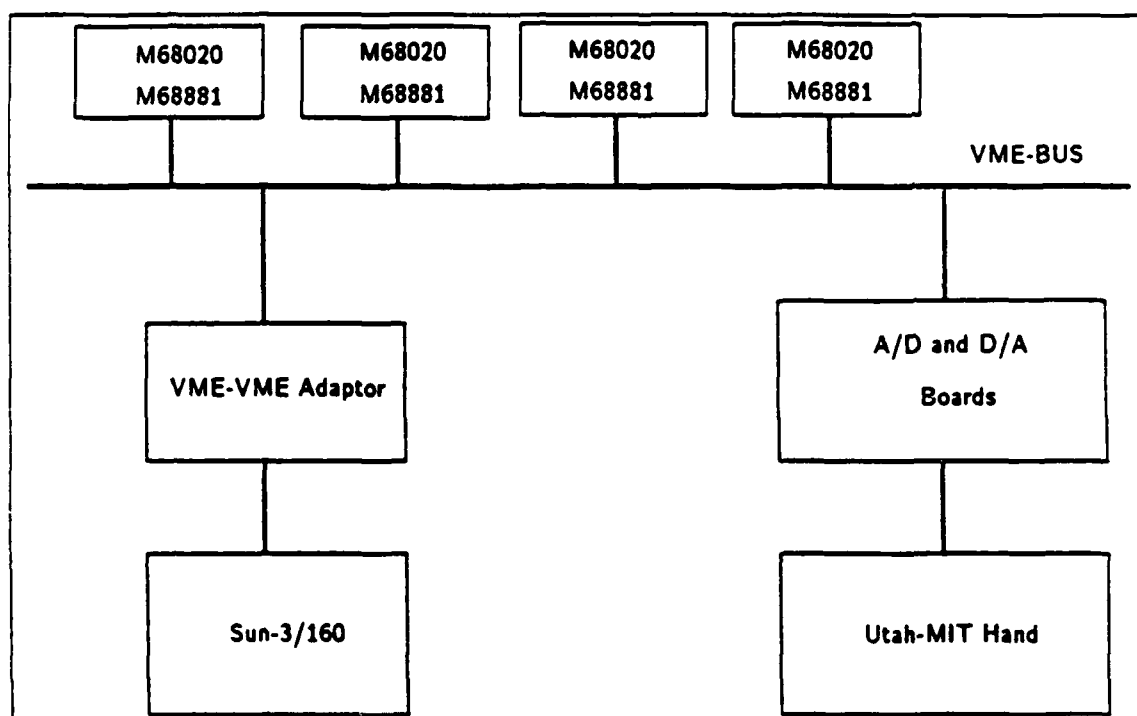 M68020
M68881
M68020
M68881
M68020
M68881
M68020
M68881
VME-BUS
VME-VME Adaptor
A/D and D/A
Boards
Sun-3/160
Utah-MIT Hand